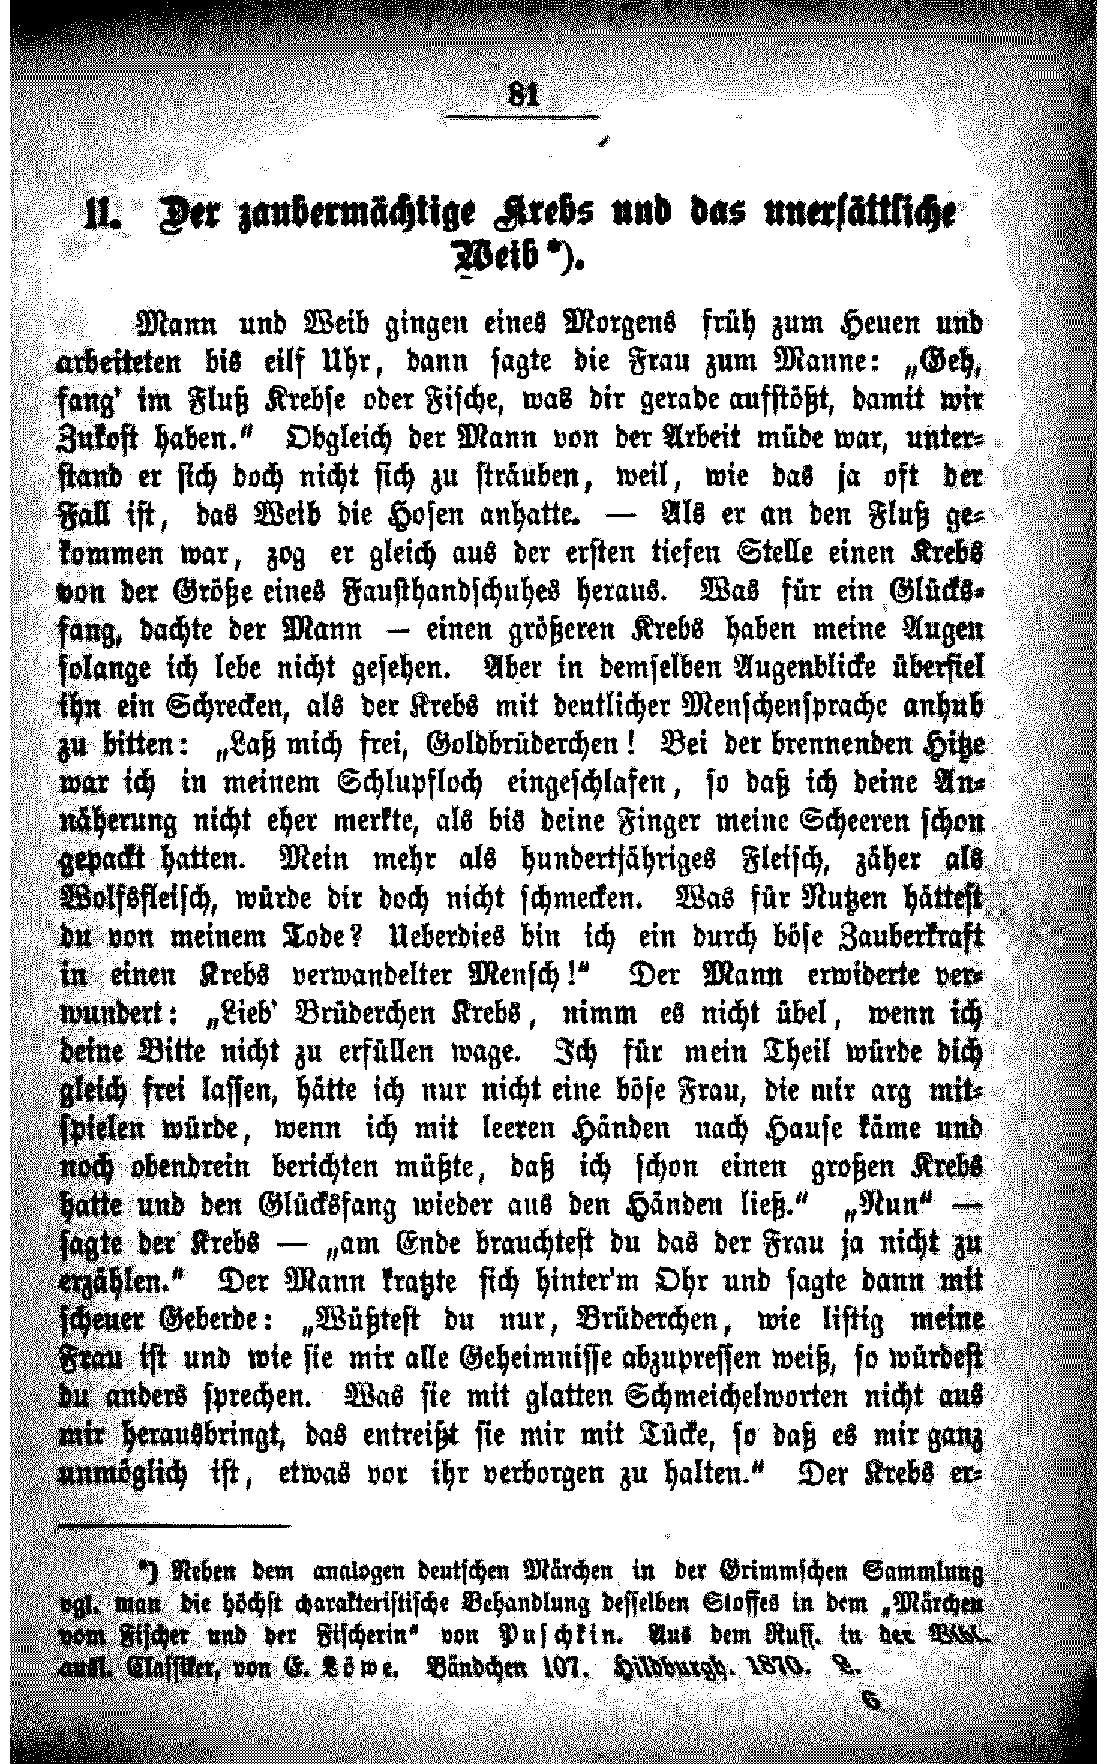 81
11. Der zaubermächtige Krebs und das unersättliche
Weib*).
Mann und Weib gingen eines Morgens früh zum Heuen und
arbeiteten bis eilf Uhr, dann sagte die Frau zum Manne: „Geh,
fang' im Fluß Krebse oder Fische, was dir gerade aufstößt, damit wir
Zukost haben.“ Obgleich der Mann von der Arbeit müde war, unter-
stand er sich doch nicht sich zu sträuben, weil, wie das ja oft der
Fall ist, das Weib die Hosen anhatte. — Als er an den Fluß ge-
kommen war, zog er gleich aus der ersten tiefen Stelle einen Krebs
von der Größe eines Fausthandschuhes heraus. Was für ein Glücks-
fang, dachte der Mann — einen größeren Krebs haben meine Augen
solange ich lebe nicht gesehen. Aber in demselben Augenblicke überfiel
ihn ein Schrecken, als der Krebs mit deutlicher Menschensprache anhub
zu bitten: „Laß mich frei, Goldbrüderchen! Bei der brennenden Hitze
war ich in meinem Schlupfloch eingeschlafen, so daß ich deine An-
näherung nicht eher merkte, als bis deine Finger meine Scheeren schon
gepackt hatten. Mein mehr als hundertjähriges Fleisch, zäher als
Wolfsfleisch, würde dir doch nicht schmecken. Was für Nutzen hättest
du von meinem Tode? Ueberdies bin ich ein durch böse Zauberkraft
in einen Krebs verwandelter Mensch!“ Der Mann erwiderte ver-
wundert: „Lieb' Brüderchen Krebs, nimm es nicht übel, wenn ich
deine Bitte nicht zu erfüllen wage. Ich für mein Theil würde dich
gleich frei lassen, hätte ich nur nicht eine böse Frau, die mir arg mit-
spielen würde, wenn ich mit leeren Händen nach Hause käme und
noch obendrein berichten müßte, daß ich schon einen großen Krebs
hatte und den Glücksfang wieder aus den Händen ließ.“ „Nun“ —
sagte der Krebs — „am Ende brauchtest du das der Frau ja nicht zu
erzählen.“ Der Mann kratzte sich hinter'm Ohr und sagte dann mit
scheuer Geberde: „Wüßtest du nur, Brüderchen, wie listig meine
Frau ist und wie sie mir alle Geheimnisse abzupressen weiß, so würdest
du anders sprechen. Was sie mit glatten Schmeichelworten nicht aus
mir herausbringt, das entreißt sie mir mit Tücke, so daß es mir ganz
unmöglich ist, etwas vor ihr verborgen zu halten.“ Der Krebs er-
*) Neben dem analogen deutschen Märchen in der Grimmschen Sammlung
vgl. man die höchst charakteristische Behandlung desselben Stoffes in dem „Märchen
vom Fischer und der Fischerin“ von Puschkin. Aus dem Russ. in der Bibl.
ausl. Classiker, von E. Löwe. Bändchen 107. Hildburgh. 1870. L.
6